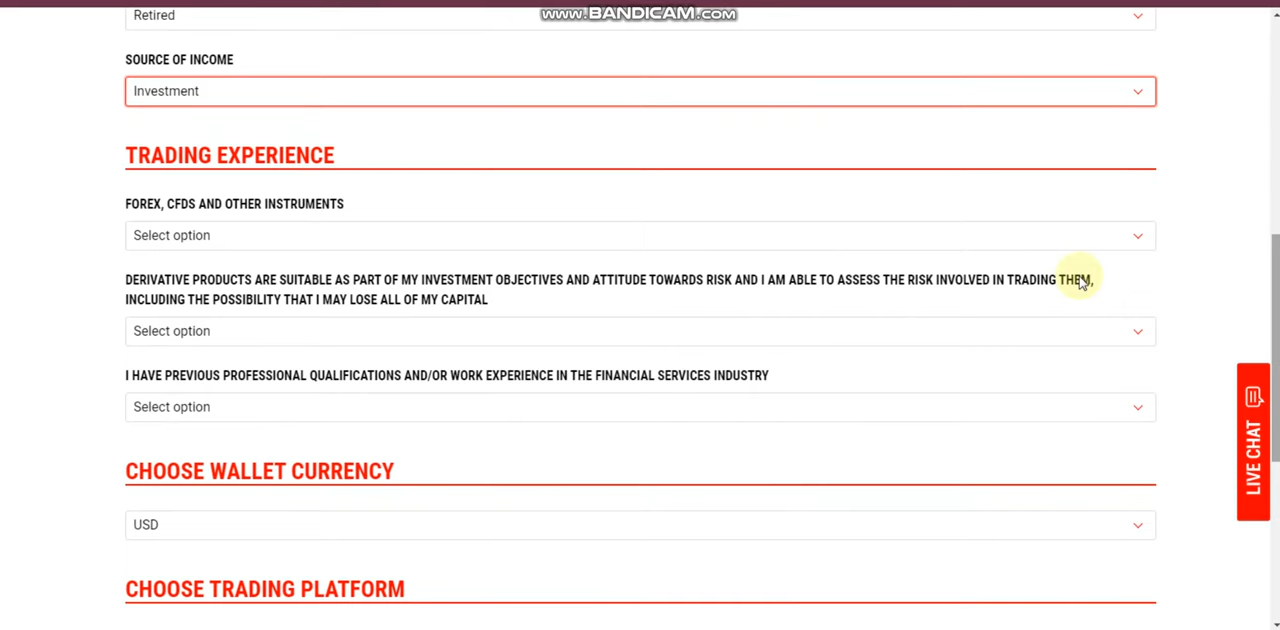 www.BANDICAM.com
Retired
SOURCE OF INCOME
Investment
TRADING EXPERIENCE
FOREX, CFDS AND OTHER INSTRUMENTS
Select option
DERIVATIVE PRODUCTS ARE SUITABLE AS PART OF MY INVESTMENT OBJECTIVES AND ATTITUDE TOWARDS RISK AND I AM ABLE TO ASSESS THE RISK INVOLVED IN TRADING THEM,
INCLUDING THE POSSIBILITY THAT I MAY LOSE ALL OF MY CAPITAL
Select option
I HAVE PREVIOUS PROFESSIONAL QUALIFICATIONS AND/OR WORK EXPERIENCE IN THE FINANCIAL SERVICES INDUSTRY
Select option
LIVE CHAT
CHOOSE WALLET CURRENCY
USD
CHOOSE TRADING PLATFORM